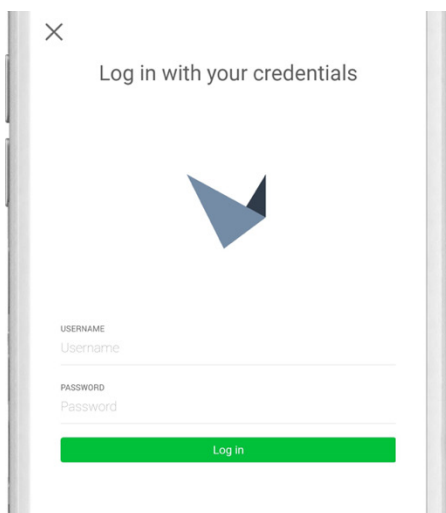 Log in with your credentials
USERNAME
Username
PASSWORD
Password
Log in